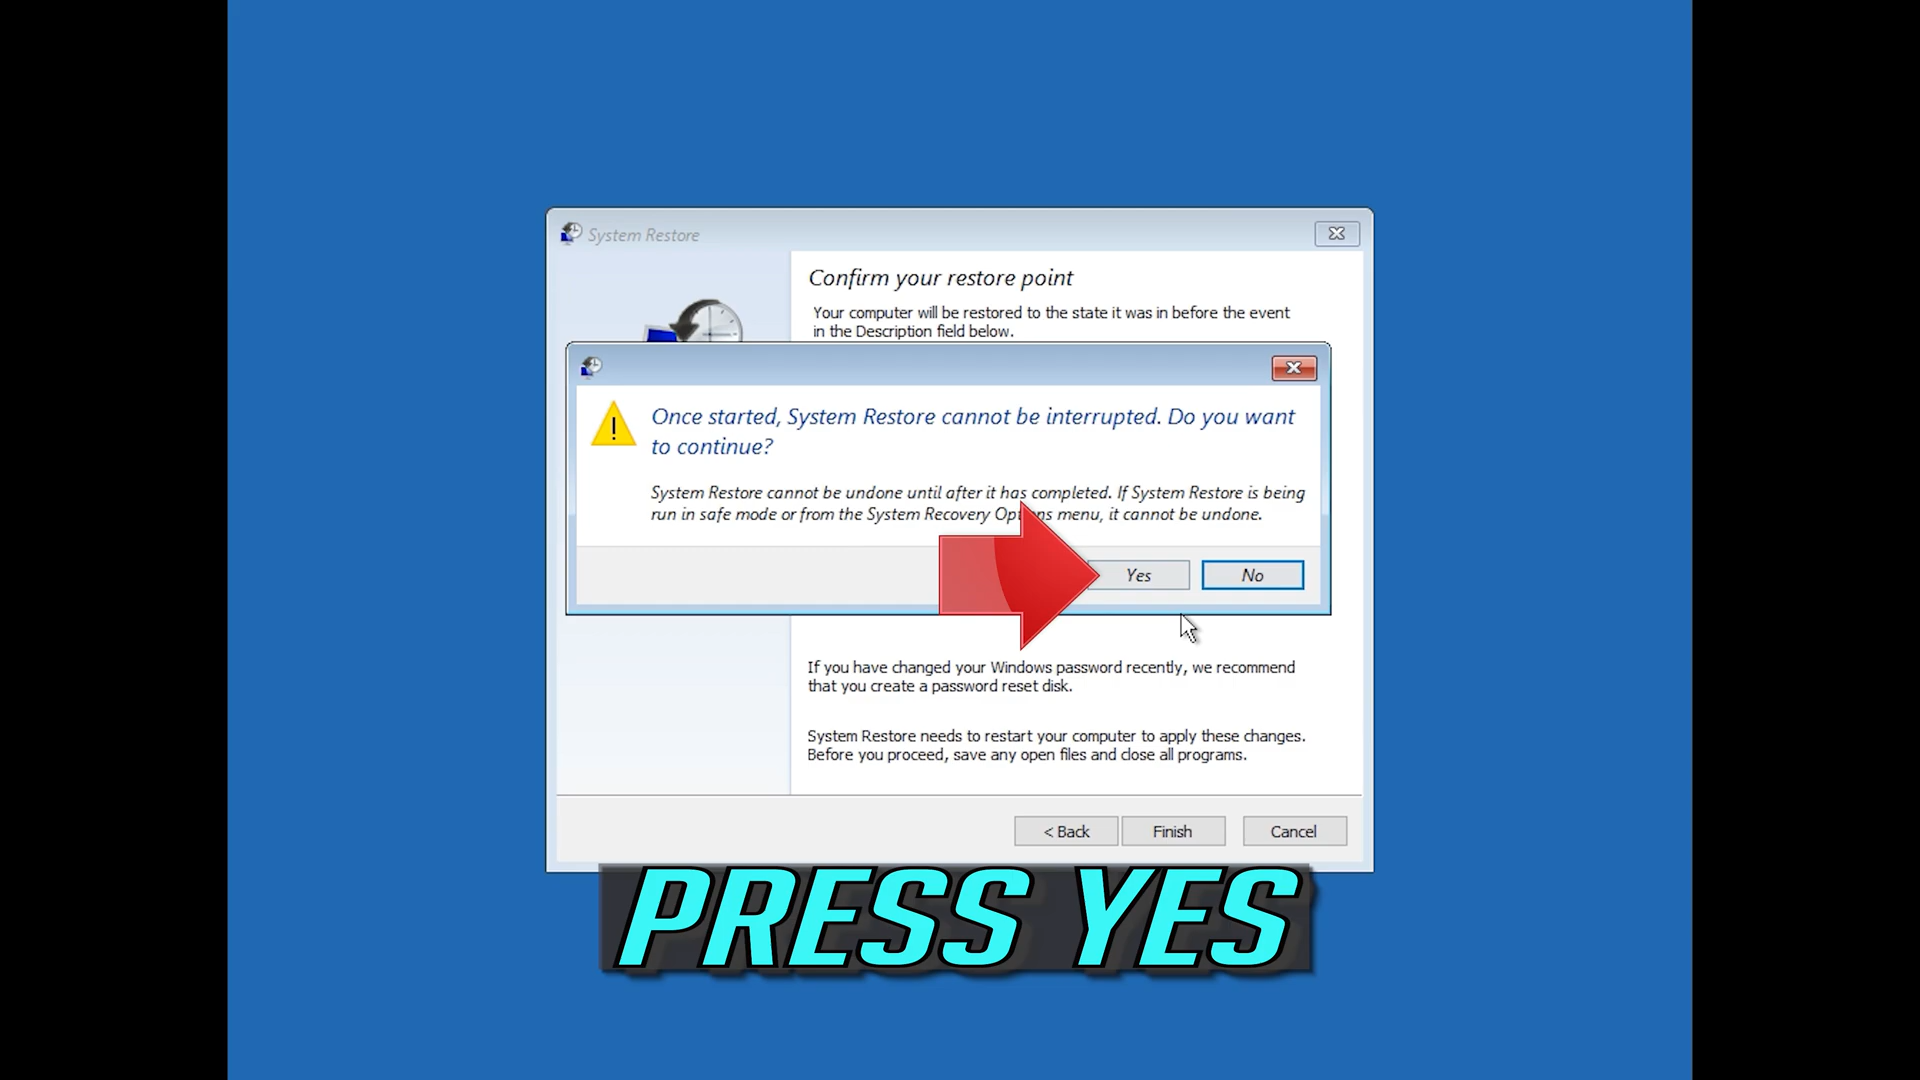 System Restore
Confirm your restore point
Your computer will be restored to the state it was in before the event
in the Description field below.
Once started, System Restore cannot be interrupted. Do you want
to continue?
System Restore cannot be undone until after it has completed. If System Restore is being
run in safe mode or from the System Recovery Options menu, it cannot be undone.
Yes
No
If you have changed your Windows password recently, we recommend
that you create a password reset disk.
System Restore needs to restart your computer to apply these changes.
Before you proceed, save any open files and close all programs.
< Back
Finish
Cancel
PRESS YES